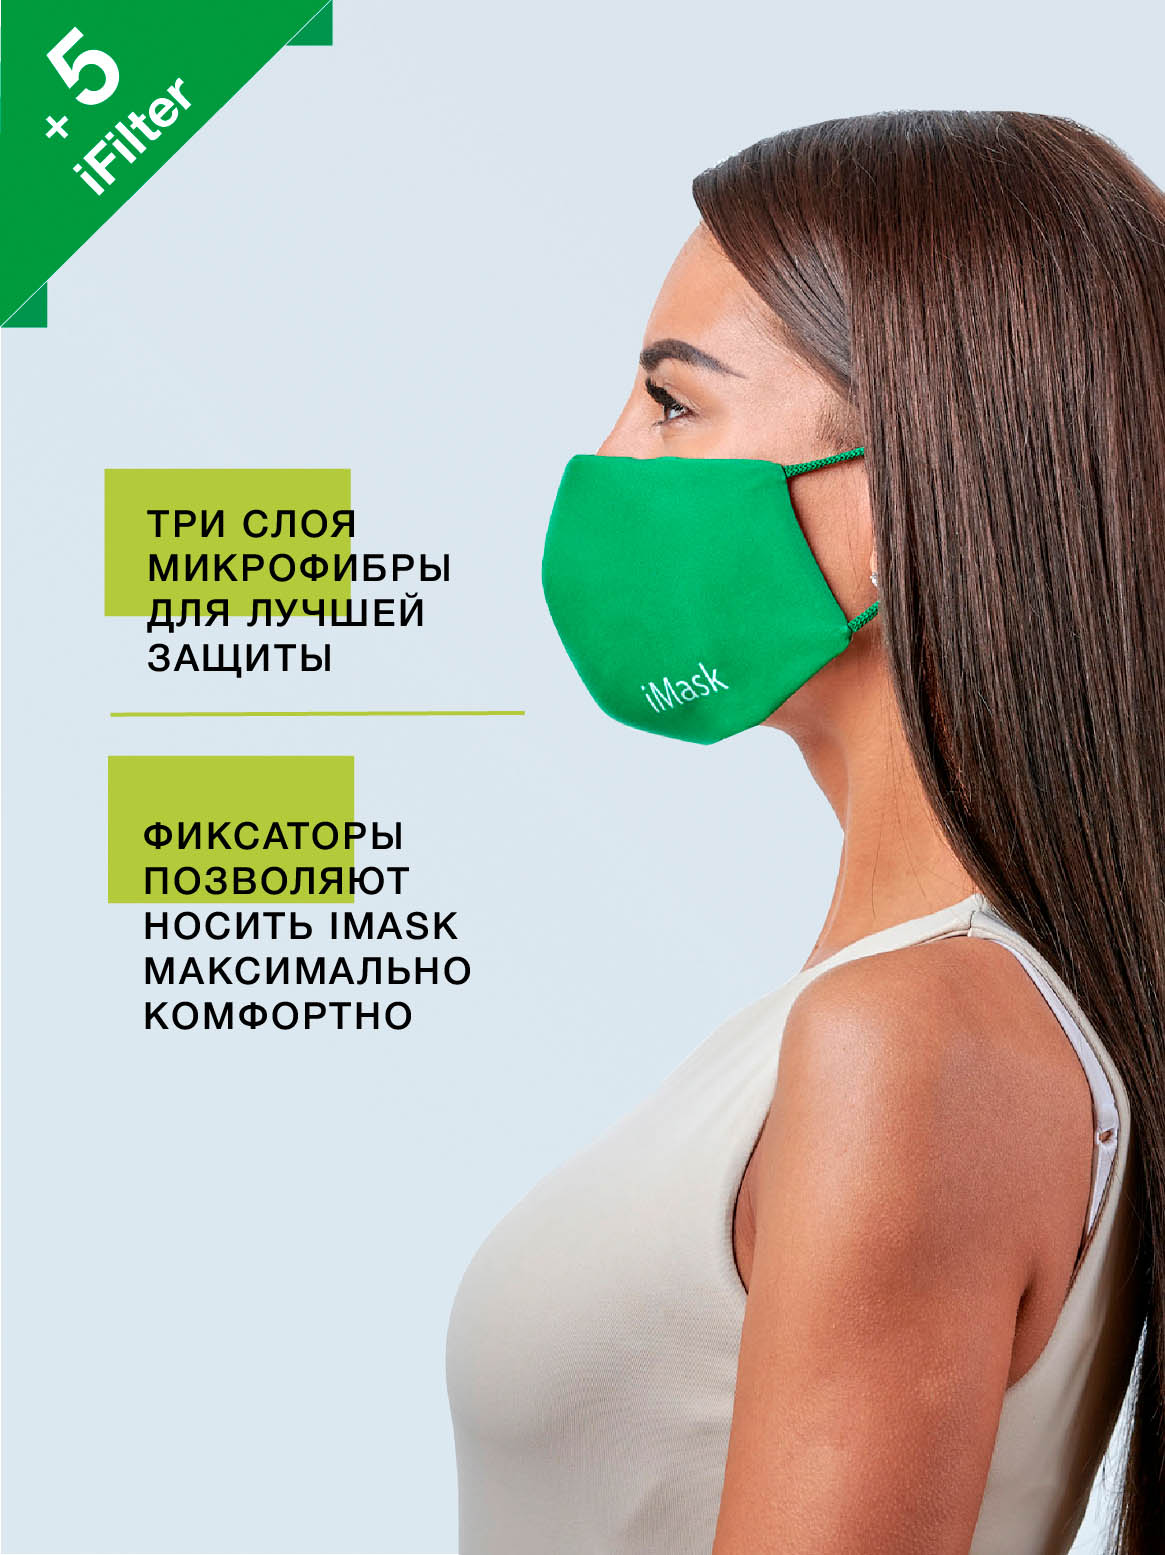 +5
iFilter
ТРИ СЛОЯ
МИКРОФИБРЫ
ДЛЯ ЛУЧШЕЙ
ЗАЩИТЫ
iMask
ФИКСАТОРЫ
ПОЗВОЛЯЮТ
НОСИТЬ IMASK
МАКСИМАЛЬНО
КОМФОРТНО